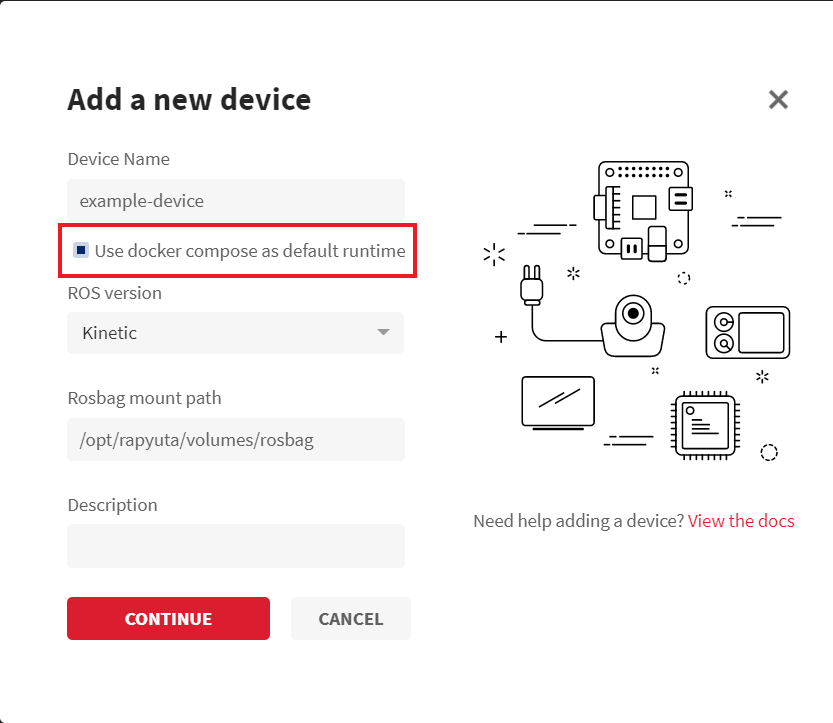 Add a new device
Device Name
example-device
Use docker compose as default runtime
ROS version
Kinetic
Rosbag mount path
/opt/rapyuta/volumes/rosbag
Description
CONTINUE
CANCEL
Need help adding a device? View the docs